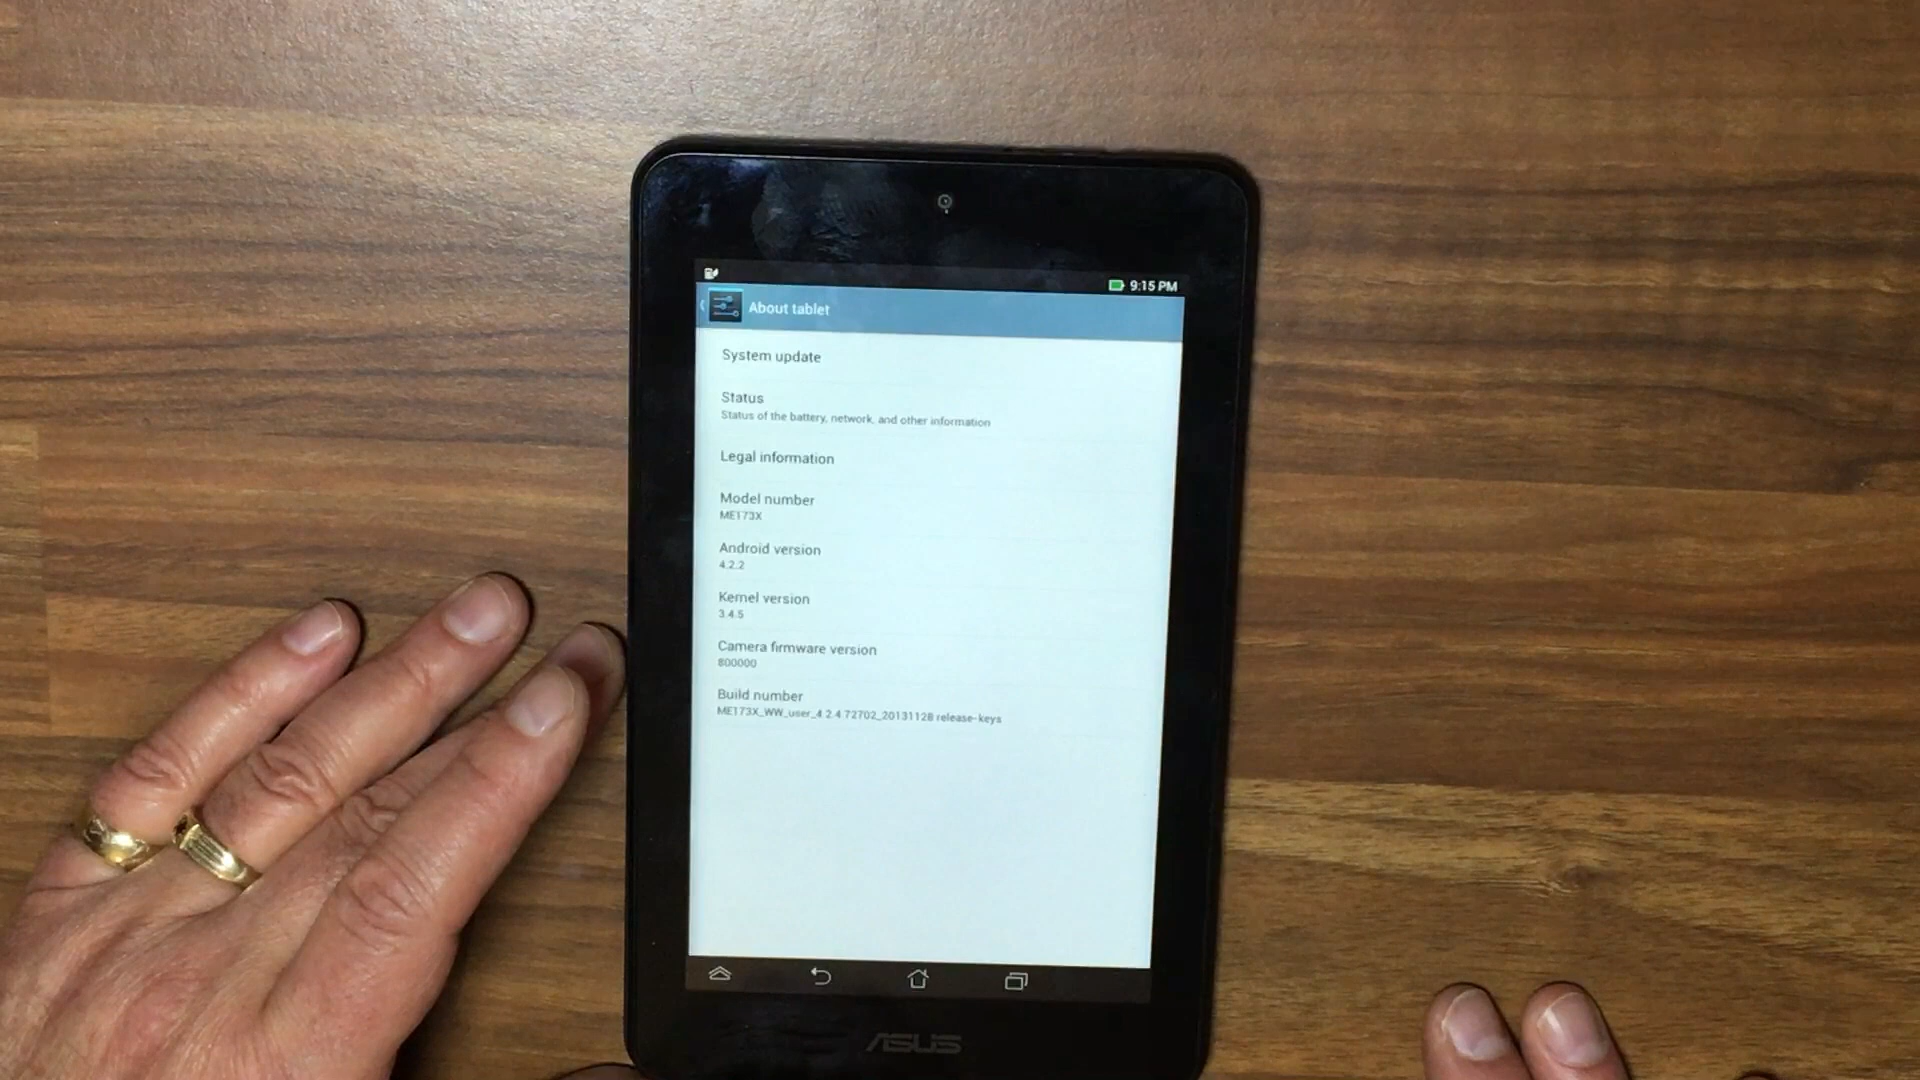 9:15 PM
About tablet
System update
Status
Status of the battery, network, and other information
Legal information
Model number
ME173X
Android version
4.2.2
Kernel version
3.4.5
Camera firmware version
800000
Build number
ME173X_WW_user_4.2.4.72702_20131128 release-keys
ASUS